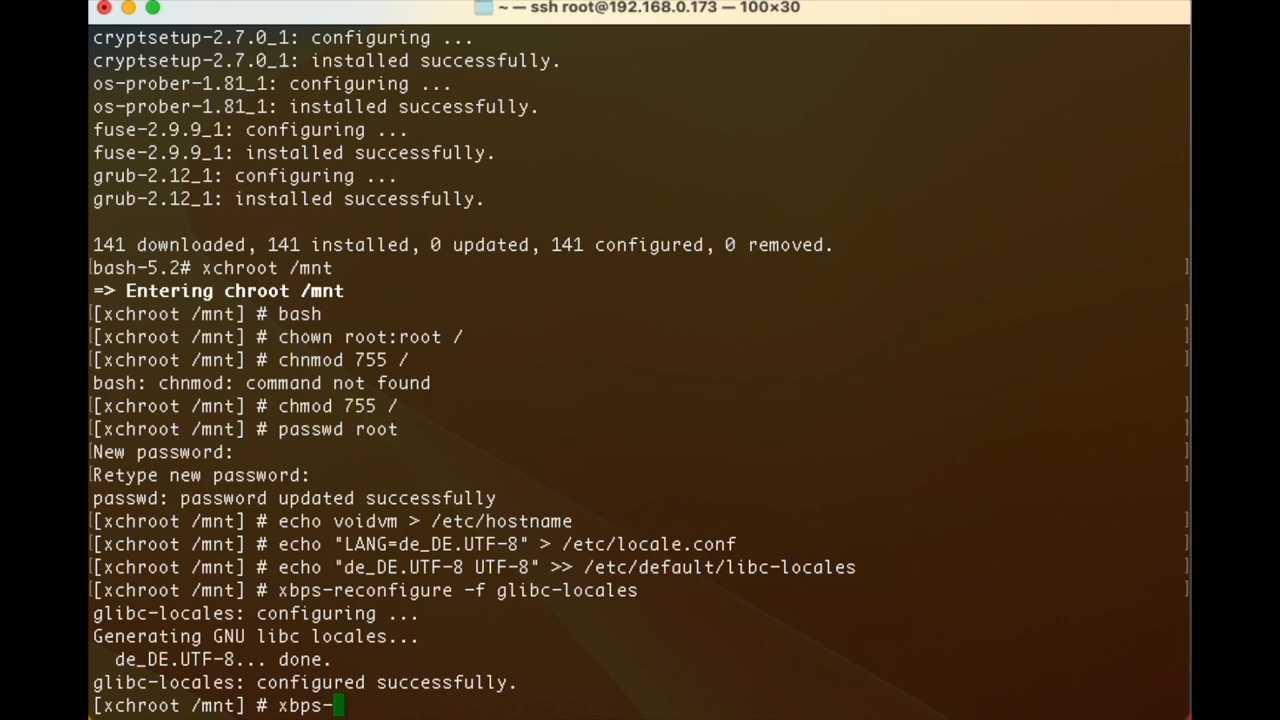 ~ — ssh root@192.168.0.173 — 100×30
cryptsetup-2.7.0_1: configuring ...
cryptsetup-2.7.0_1: installed successfully.
os-prober-1.81_1: configuring ...
os-prober-1.81_1: installed successfully.
fuse-2.9.9_1: configuring ...
fuse-2.9.9_1: installed successfully.
grub-2.12_1: configuring ...
grub-2.12_1: installed successfully.
141 downloaded, 141 installed, 0 updated, 141 configured, 0 removed.
[bash-5.2# xchroot /mnt ]
=> Entering chroot /mnt
[[xchroot /mnt] # bash ]
[[xchroot /mnt] # chown root:root / ]
[[xchroot /mnt] # chnmod 755 / ]
bash: chnmod: command not found
[[xchroot /mnt] # chmod 755 / ]
[[xchroot /mnt] # passwd root ]
[New password: ]
[Retype new password: ]
passwd: password updated successfully
[[xchroot /mnt] # echo voidvm > /etc/hostname ]
[[xchroot /mnt] # echo "LANG=de_DE.UTF-8" > /etc/locale.conf ]
[[xchroot /mnt] # echo "de_DE.UTF-8 UTF-8" >> /etc/default/libc-locales ]
[[xchroot /mnt] # xbps-reconfigure -f glibc-locales ]
glibc-locales: configuring ...
Generating GNU libc locales...
de_DE.UTF-8... done.
glibc-locales: configured successfully.
[xchroot /mnt] # xbps-